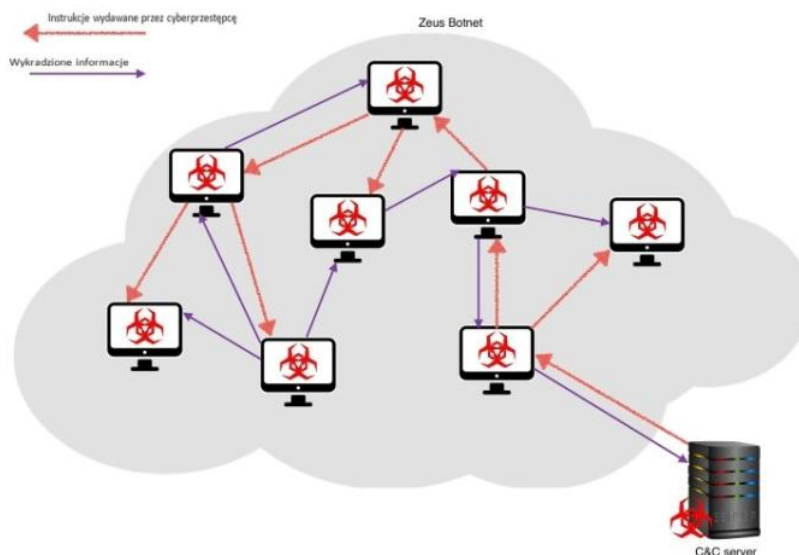 Instrukcje wydawane przez cyberprzestępcę
Zeus Botnet
Wykradzione informacje
C&C server